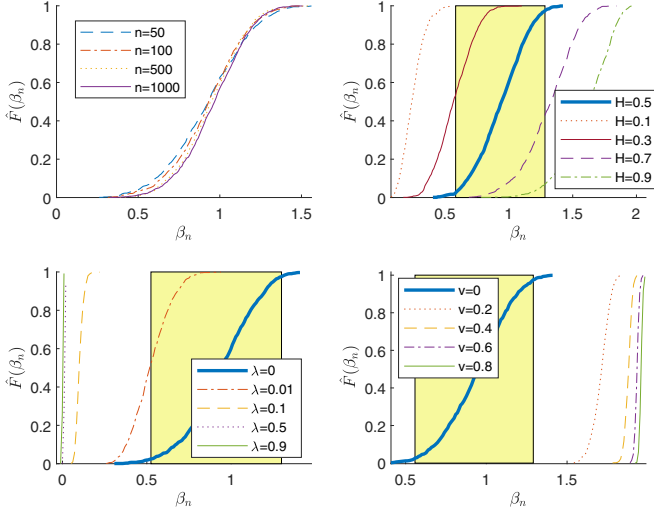 1
0.8
0.6
0.4
0.2
0
F̂(βₙ)
n=50
n=100
n=500
n=1000
0 0.5 1 1.5
βₙ
1
0.8
0.6
0.4
0.2
0
F̂(βₙ)
H=0.5
H=0.1
H=0.3
H=0.7
H=0.9
0.5 1 1.5 2
βₙ
1
0.8
0.6
0.4
0.2
0
F̂(βₙ)
λ=0
λ=0.01
λ=0.1
λ=0.5
λ=0.9
0 0.5 1
βₙ
1
0.8
0.6
0.4
0.2
0
F̂(βₙ)
v=0
v=0.2
v=0.4
v=0.6
v=0.8
0.5 1 1.5
βₙ